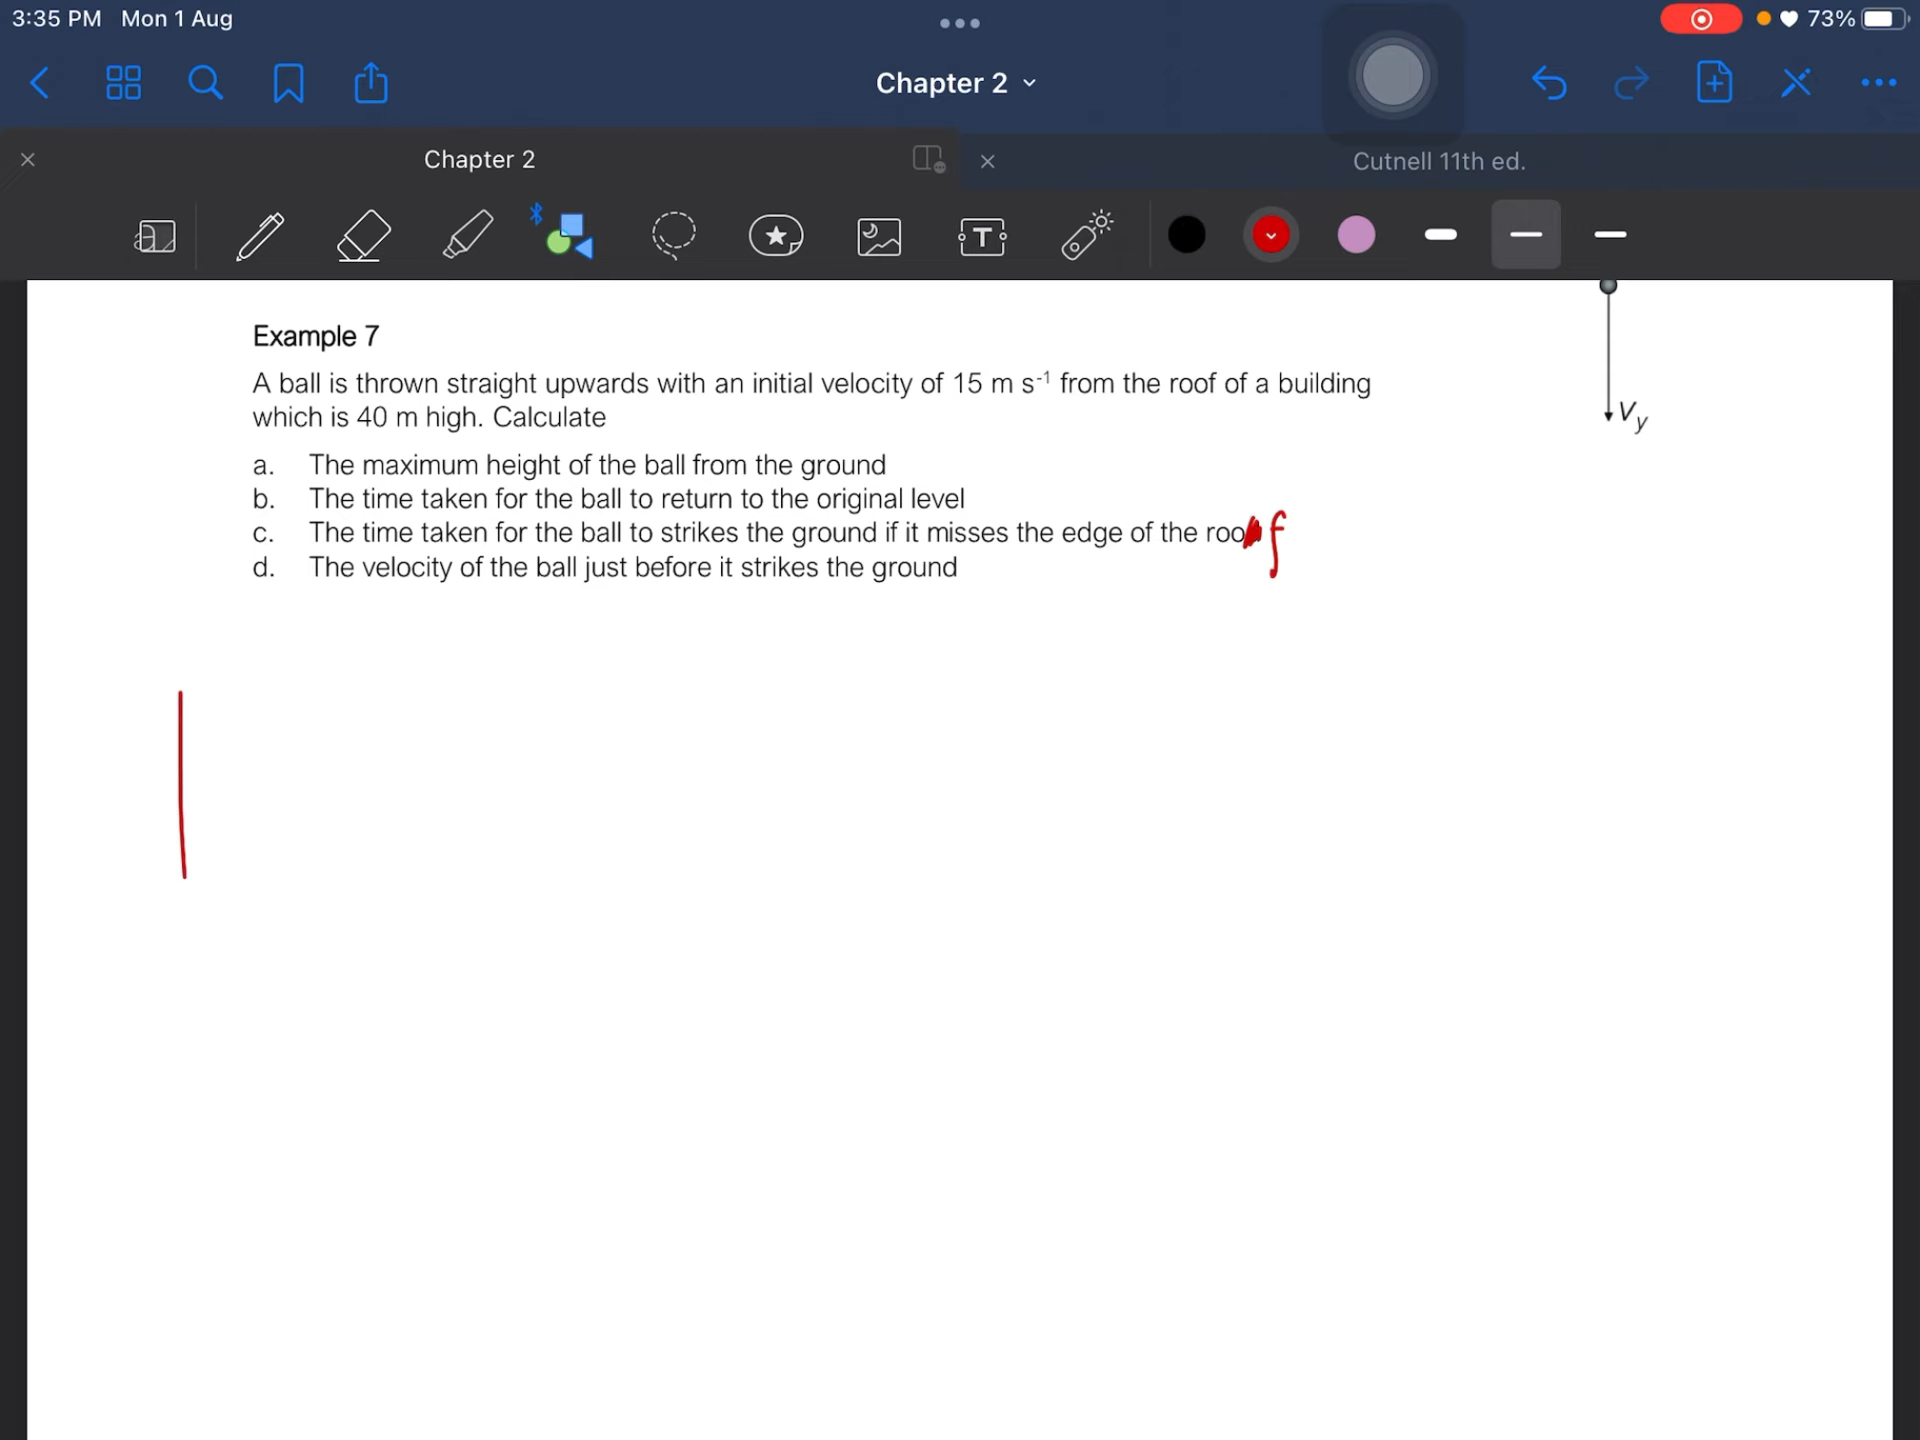 3:35 PM Mon 1 Aug
73%
Chapter 2
Chapter 2
Cutnell 11th ed.
Example 7
A ball is thrown straight upwards with an initial velocity of 15 m s⁻¹ from the roof of a building
which is 40 m high. Calculate
a. The maximum height of the ball from the ground
b. The time taken for the ball to return to the original level
c. The time taken for the ball to strikes the ground if it misses the edge of the roof
d. The velocity of the ball just before it strikes the ground
Vy